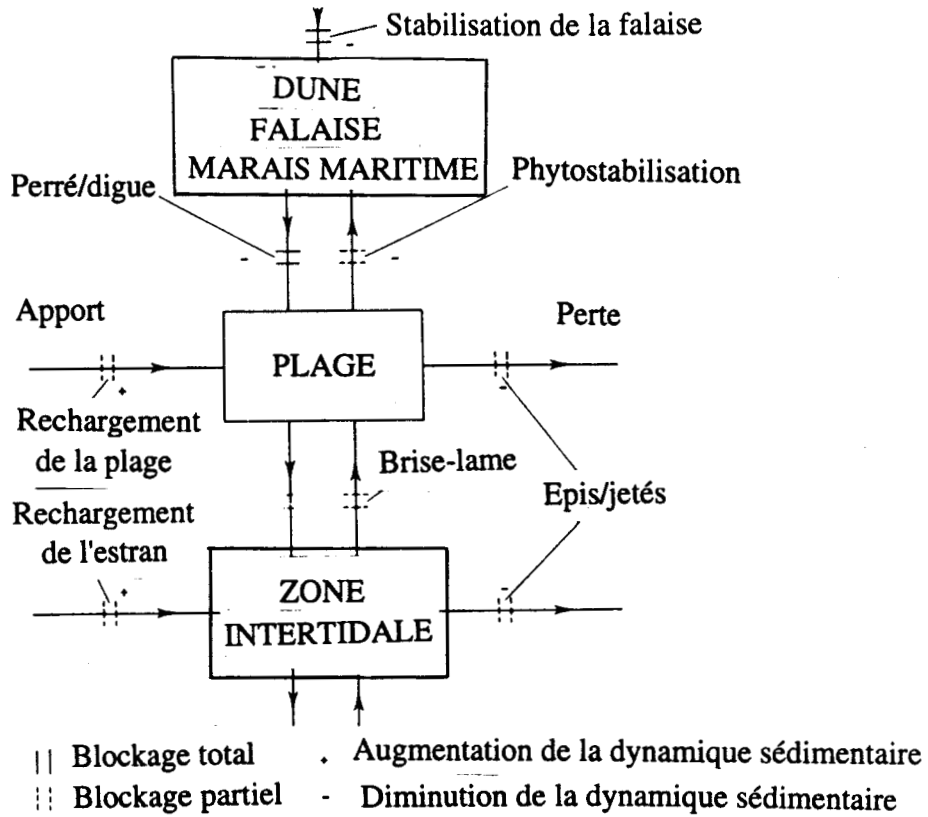 Stabilisation de la falaise
-
DUNE
FALAISE
MARAIS MARITIME
Perré/digue
Phytostabilisation
-
-
Apport
Perte
PLAGE
+
-
Rechargement
de la plage
Brise-lame
Epis/jetés
Rechargement
de l'estran
+
-
ZONE
INTERTIDALE
|| Blockage total
+ Augmentation de la dynamique sédimentaire
¦¦ Blockage partiel
- Diminution de la dynamique sédimentaire